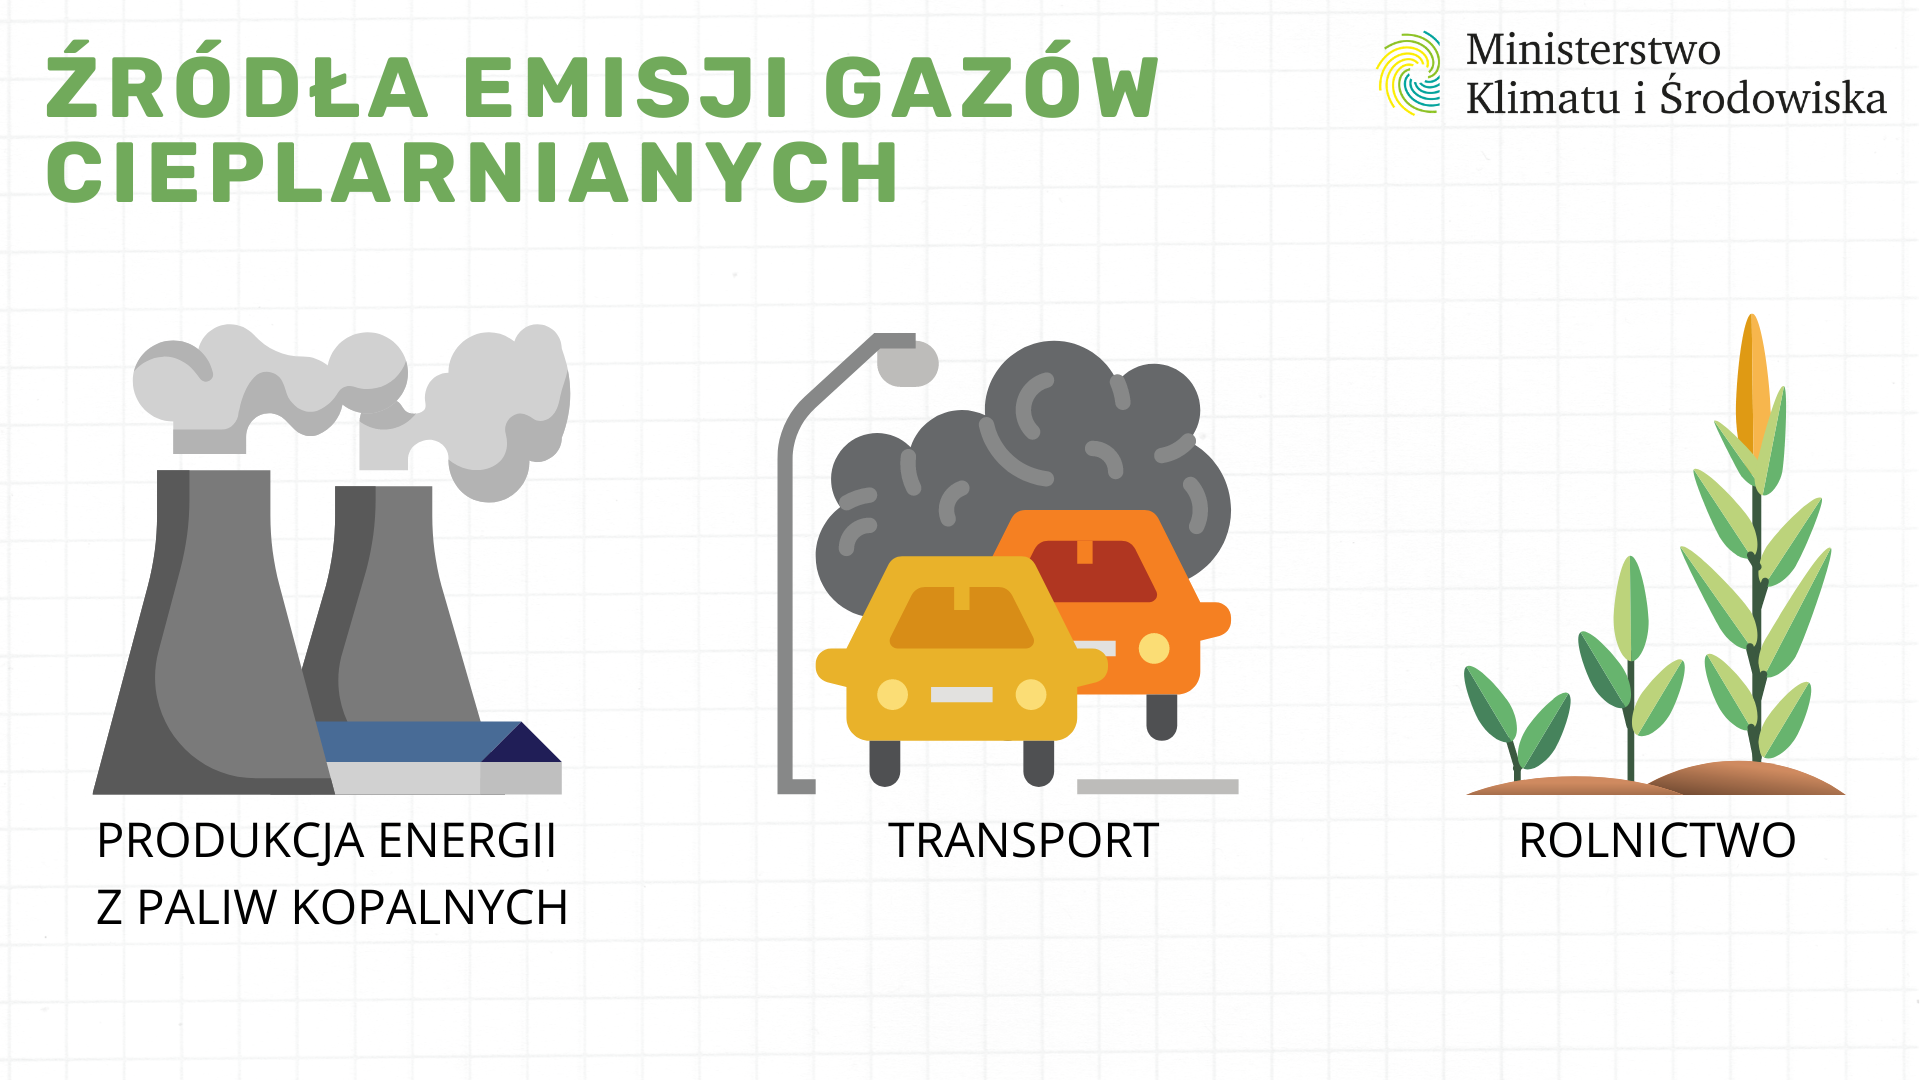 ŹRÓDŁA EMISJI GAZÓW
CIEPLARNIANYCH
Ministerstwo
Klimatu i Środowiska
PRODUKCJA ENERGII
Z PALIW KOPALNYCH
TRANSPORT
ROLNICTWO